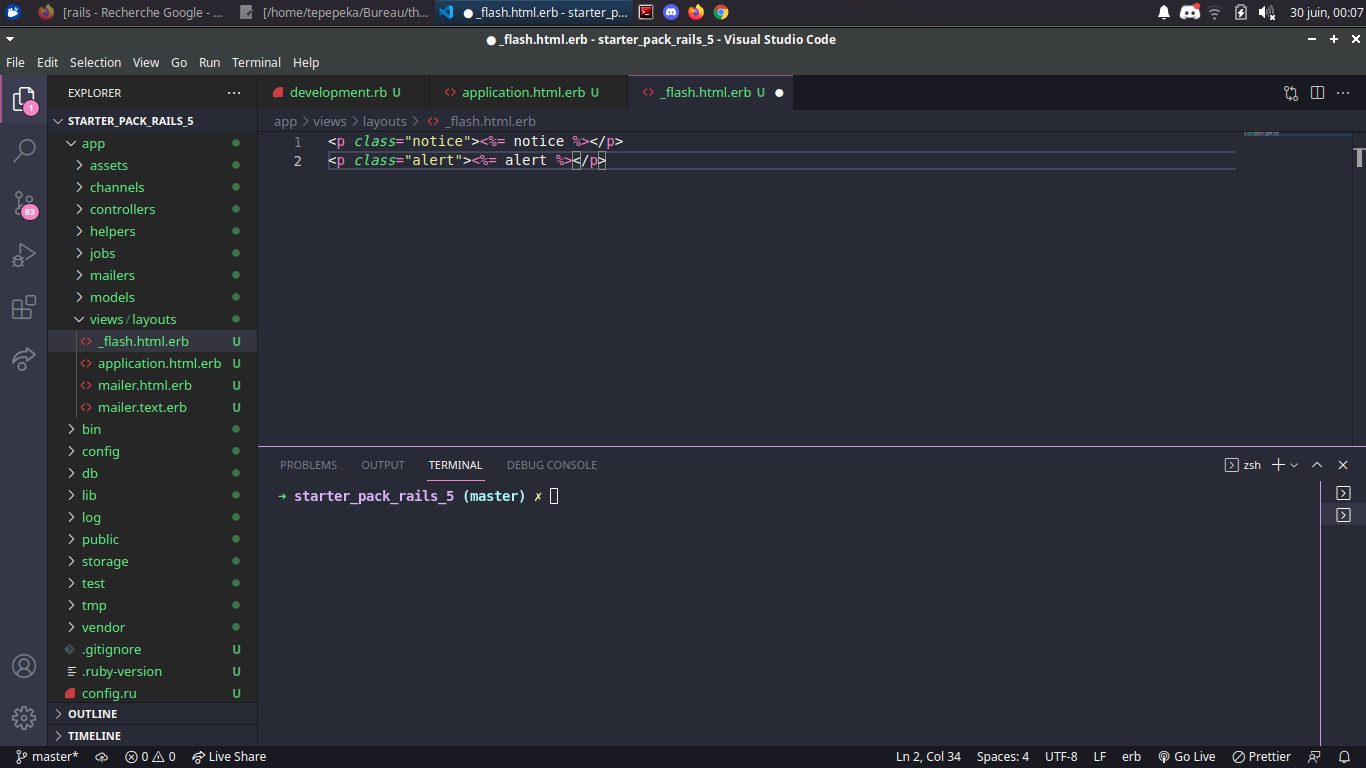 [rails - Recherche Google - ...
[/home/tepepeka/Bureau/th...
● _flash.html.erb - starter_p...
30 juin, 00:07
● _flash.html.erb - starter_pack_rails_5 - Visual Studio Code
File Edit Selection View Go Run Terminal Help
EXPLORER ...
development.rb U
application.html.erb U
_flash.html.erb U ●
1
STARTER_PACK_RAILS_5
app > views > layouts > _flash.html.erb
1 <p class="notice"><%= notice %></p>
2 <p class="alert"><%= alert %></p>
app
assets
channels
controllers
83
helpers
jobs
mailers
models
views / layouts
_flash.html.erb U
application.html.erb U
mailer.html.erb U
mailer.text.erb U
bin
config
db
lib
log
public
storage
test
tmp
vendor
.gitignore U
.ruby-version U
config.ru U
OUTLINE
TIMELINE
PROBLEMS OUTPUT TERMINAL DEBUG CONSOLE
zsh
➜ starter_pack_rails_5 (master) ✗
master* 0 0 Live Share
Ln 2, Col 34 Spaces: 4 UTF-8 LF erb Go Live Prettier